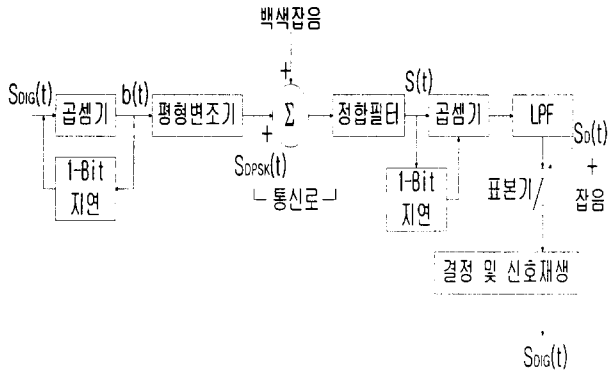 백색잡음
+
S_DIG(t)
곱셈기
b(t)
평형변조기
+
Σ
정합필터
S(t)
곱셈기
LPF
S_D(t)
+
잡음
1-Bit
지연
S_DPSK(t)
통신로
1-Bit
지연
표본기
결정 및 신호재생
S_DIG(t)